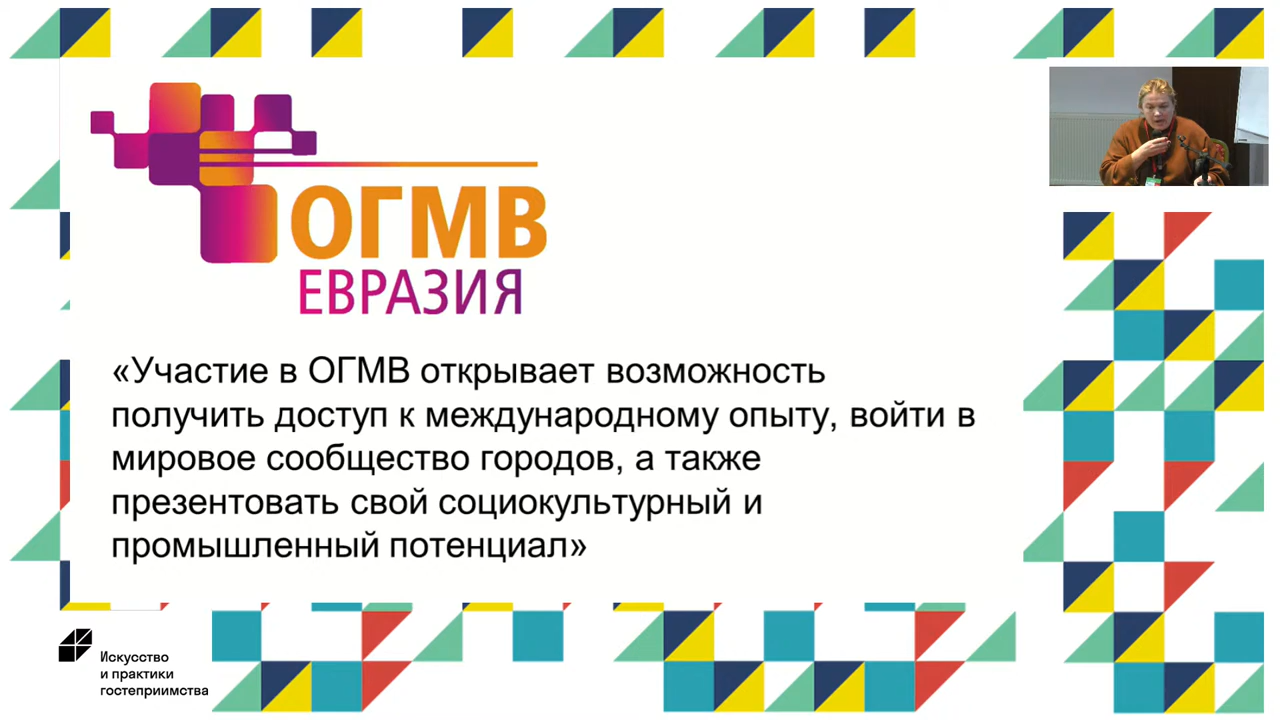 ОГМВ
ЕВРАЗИЯ
«Участие в ОГМВ открывает возможность
получить доступ к международному опыту, войти в
мировое сообщество городов, а также
презентовать свой социокультурный и
промышленный потенциал»
Искусство
и практики
гостеприимства